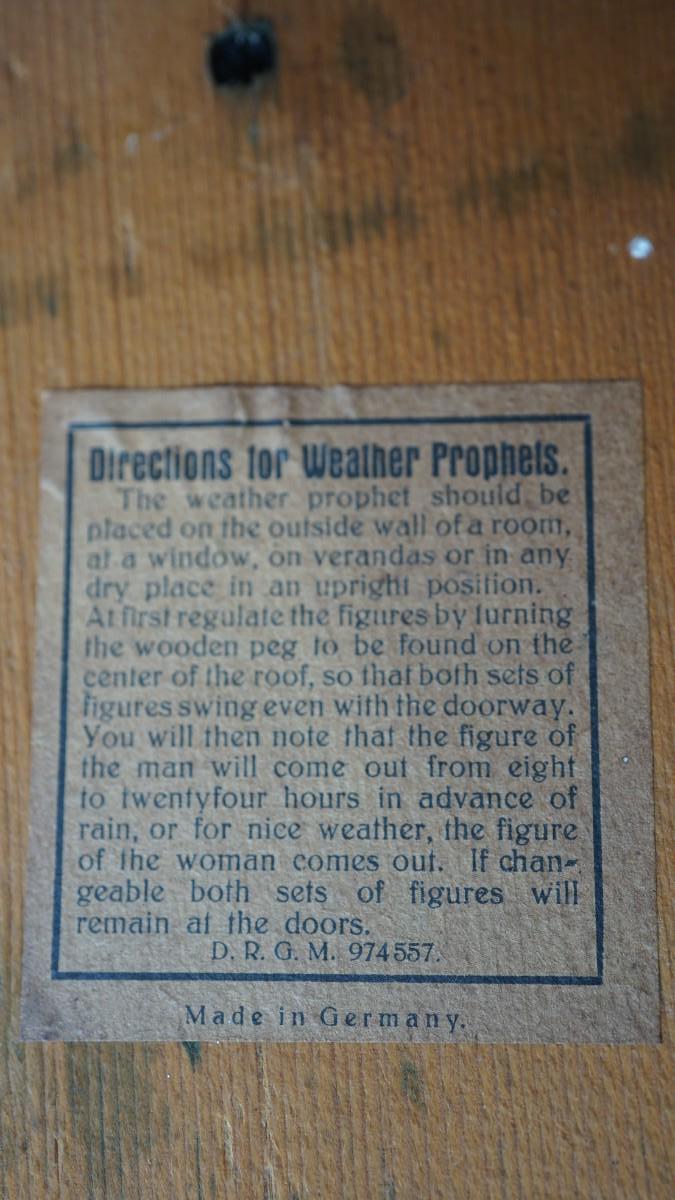 Directions for Weather Prophets.
The weather prophet should be
placed on the outside wall of a room,
at a window, on verandas or in any
dry place in an upright position.
At first regulate the figures by turning
the wooden peg to be found on the
center of the roof, so that both sets of
figures swing even with the doorway.
You will then note that the figure of
the man will come out from eight
to twentyfour hours in advance of
rain, or for nice weather, the figure
of the woman comes out. If chan-
geable both sets of figures will
remain at the doors.
D. R. G. M. 974557.
Made in Germany.